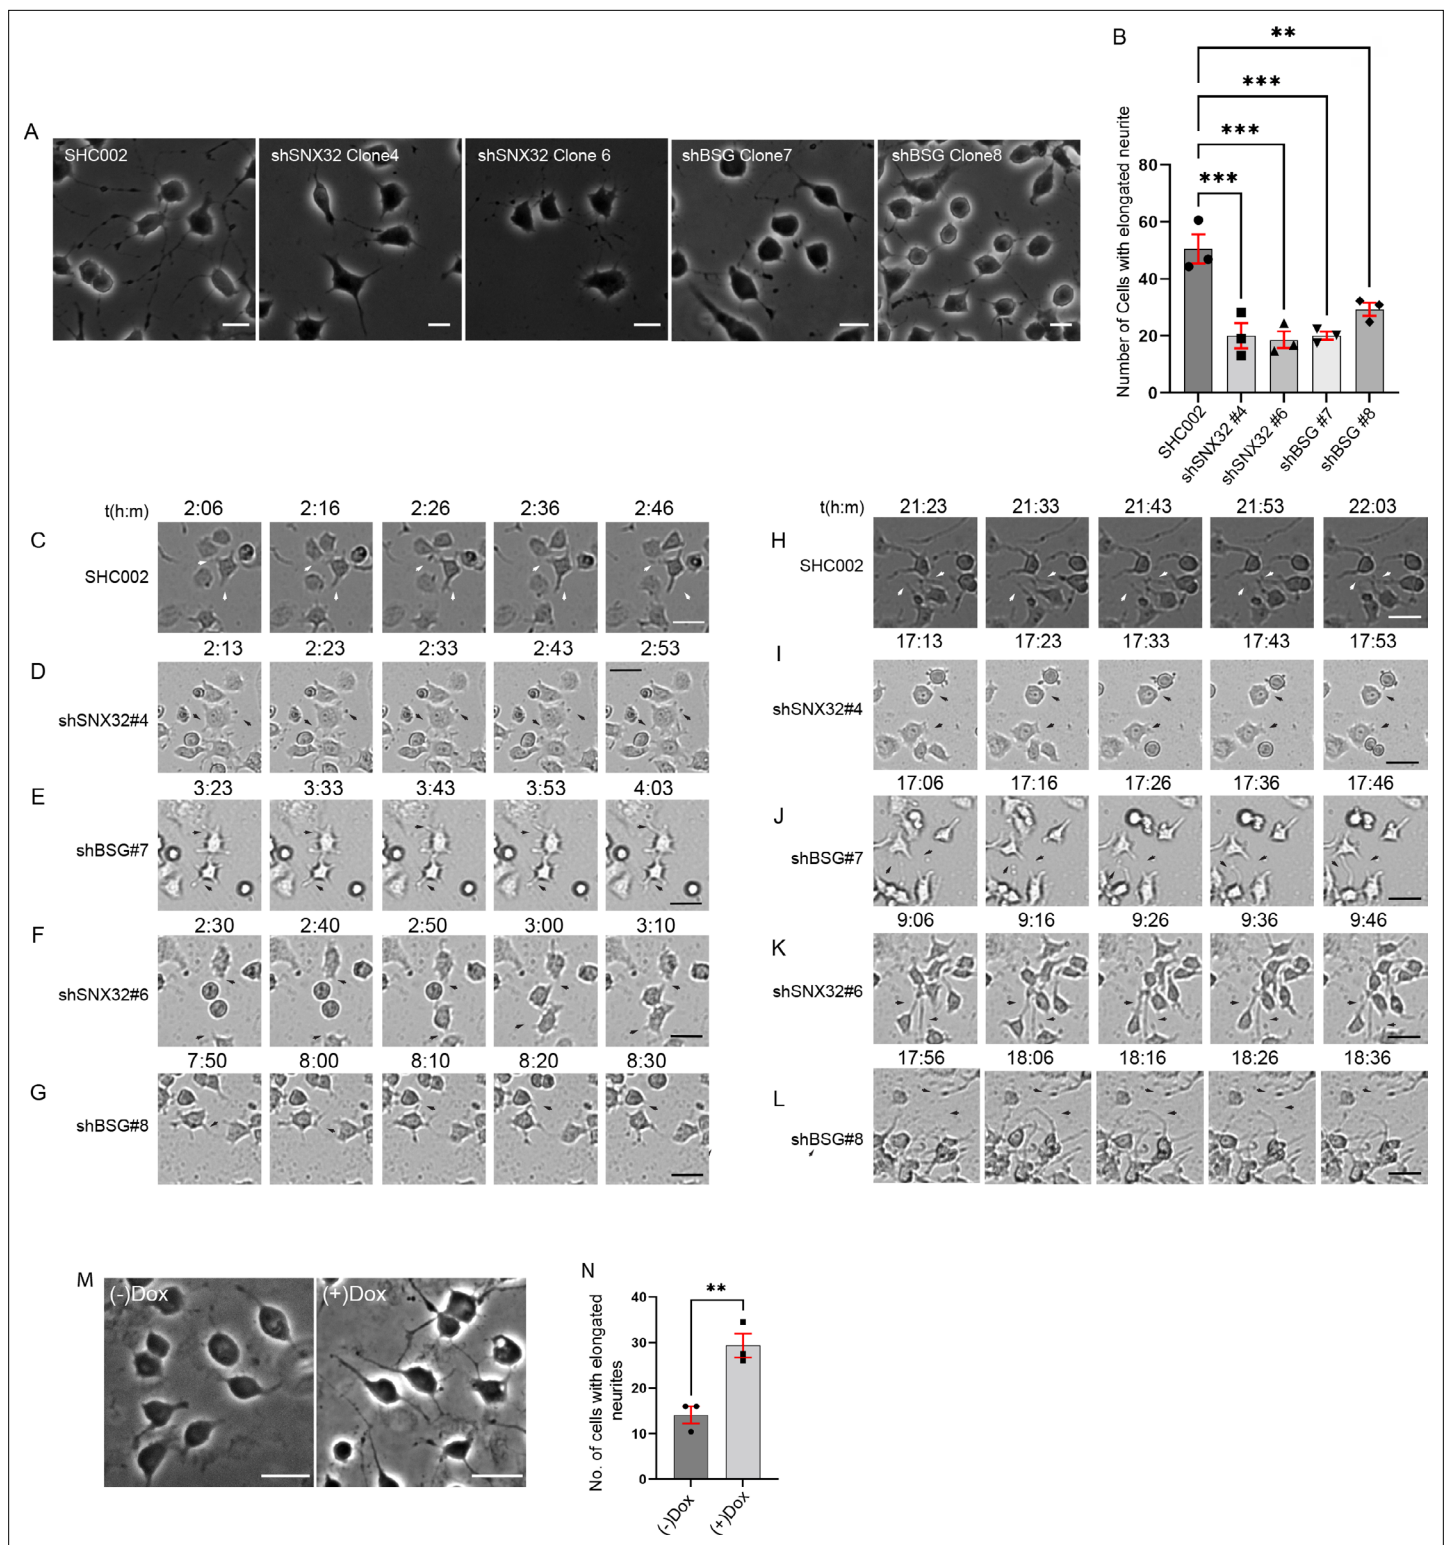 A
SHC002
shSNX32 Clone4
shSNX32 Clone 6
shBSG Clone7
shBSG Clone8
B
**
***
***
***
Number of Cells with elongated neurite
80
60
40
20
0
SHC002
shSNX32 #4
shSNX32 #6
shBSG #7
shBSG #8
t(h:m) 2:06 2:16 2:26 2:36 2:46
C
SHC002
2:13 2:23 2:33 2:43 2:53
D
shSNX32#4
3:23 3:33 3:43 3:53 4:03
E
shBSG#7
2:30 2:40 2:50 3:00 3:10
F
shSNX32#6
7:50 8:00 8:10 8:20 8:30
G
shBSG#8
t(h:m) 21:23 21:33 21:43 21:53 22:03
H
SHC002
17:13 17:23 17:33 17:43 17:53
I
shSNX32#4
17:06 17:16 17:26 17:36 17:46
J
shBSG#7
9:06 9:16 9:26 9:36 9:46
K
shSNX32#6
17:56 18:06 18:16 18:26 18:36
L
shBSG#8
M
(-)Dox
(+)Dox
N
**
No. of cells with elongated
neurites
40
30
20
10
0
(-)Dox
(+)Dox